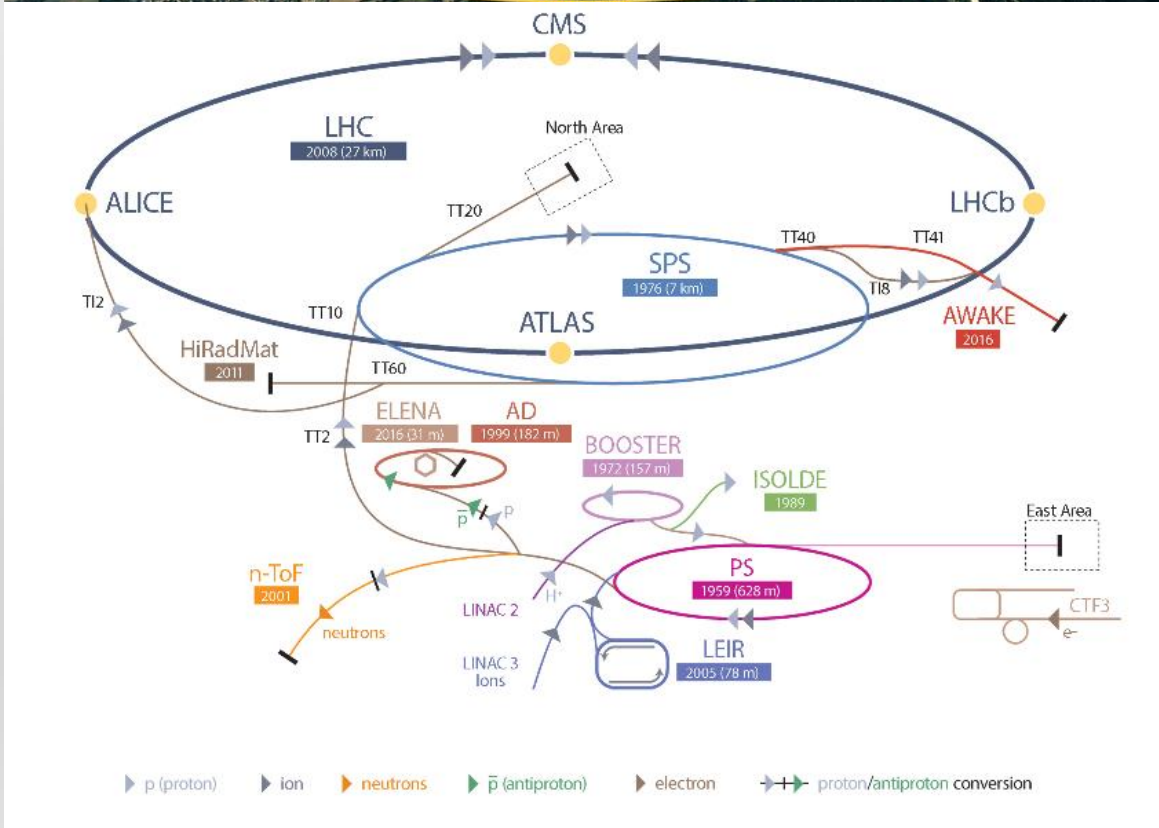 CMS
LHC
2008 (27 km)
North Area
ALICE
TT20
LHCb
TT40
TT41
SPS
1976 (7 km)
TI8
TI2
TT10
ATLAS
AWAKE
2016
HiRadMat
2011
TT60
ELENA
2016 (31 m)
AD
1999 (182 m)
TT2
BOOSTER
1972 (157 m)
ISOLDE
1989
p̅
p
East Area
n-ToF
2001
PS
1959 (628 m)
H⁺
LINAC 2
neutrons
CTF3
e-
LEIR
2005 (78 m)
LINAC 3
Ions
p (proton)
ion
neutrons
p̅ (antiproton)
electron
proton/antiproton conversion